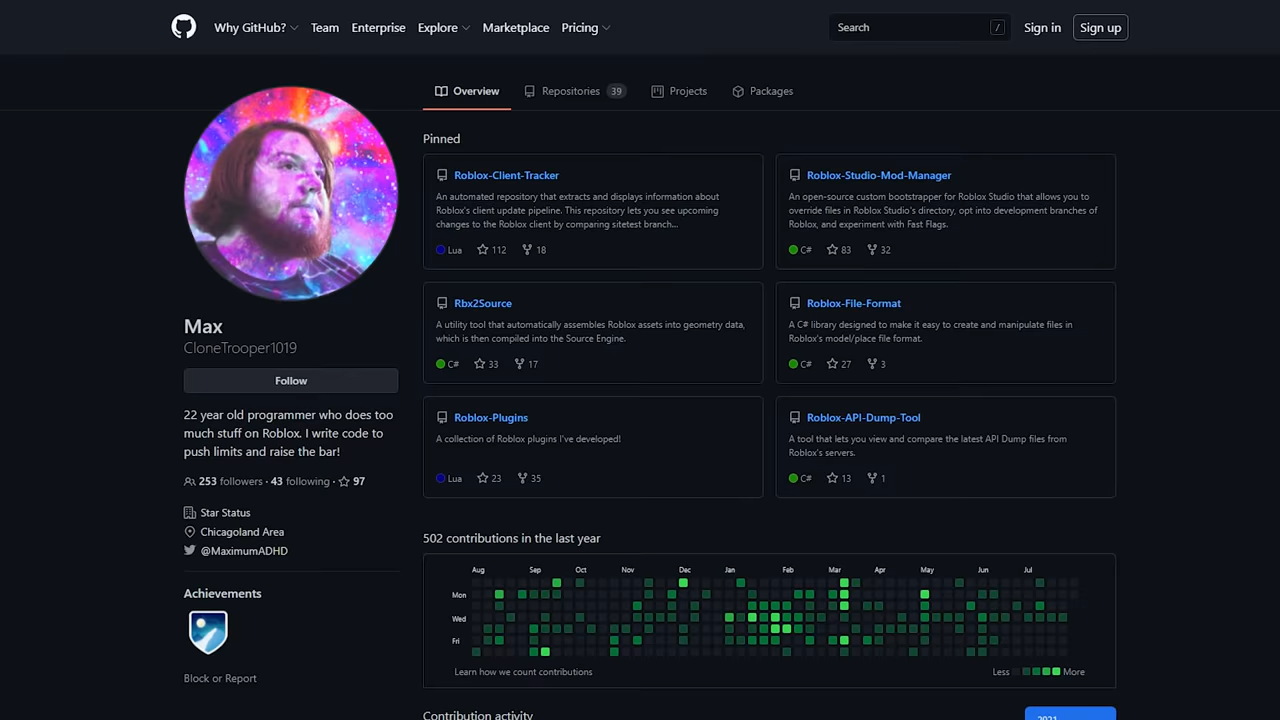 Why GitHub? Team Enterprise Explore Marketplace Pricing
Search / Sign in Sign up
Overview Repositories 39 Projects Packages
Max
CloneTrooper1019
Follow
22 year old programmer who does too
much stuff on Roblox. I write code to
push limits and raise the bar!
253 followers · 43 following · 97
Star Status
Chicagoland Area
@MaximumADHD
Achievements
Block or Report
Pinned
Roblox-Client-Tracker
An automated repository that extracts and displays information about
Roblox's client update pipeline. This repository lets you see upcoming
changes to the Roblox client by comparing sitetest branch...
Lua 112 18
Roblox-Studio-Mod-Manager
An open-source custom bootstrapper for Roblox Studio that allows you to
override files in Roblox Studio's directory, opt into development branches of
Roblox, and experiment with Fast Flags.
C# 83 32
Rbx2Source
A utility tool that automatically assembles Roblox assets into geometry data,
which is then compiled into the Source Engine.
C# 33 17
Roblox-File-Format
A C# library designed to make it easy to create and manipulate files in
Roblox's model/place file format.
C# 27 3
Roblox-Plugins
A collection of Roblox plugins I've developed!
Lua 23 35
Roblox-API-Dump-Tool
A tool that lets you view and compare the latest API Dump files from
Roblox's servers.
C# 13 1
502 contributions in the last year
Aug Sep Oct Nov Dec Jan Feb Mar Apr May Jun Jul
Mon
Wed
Fri
Learn how we count contributions
Less More
Contribution activity
2021